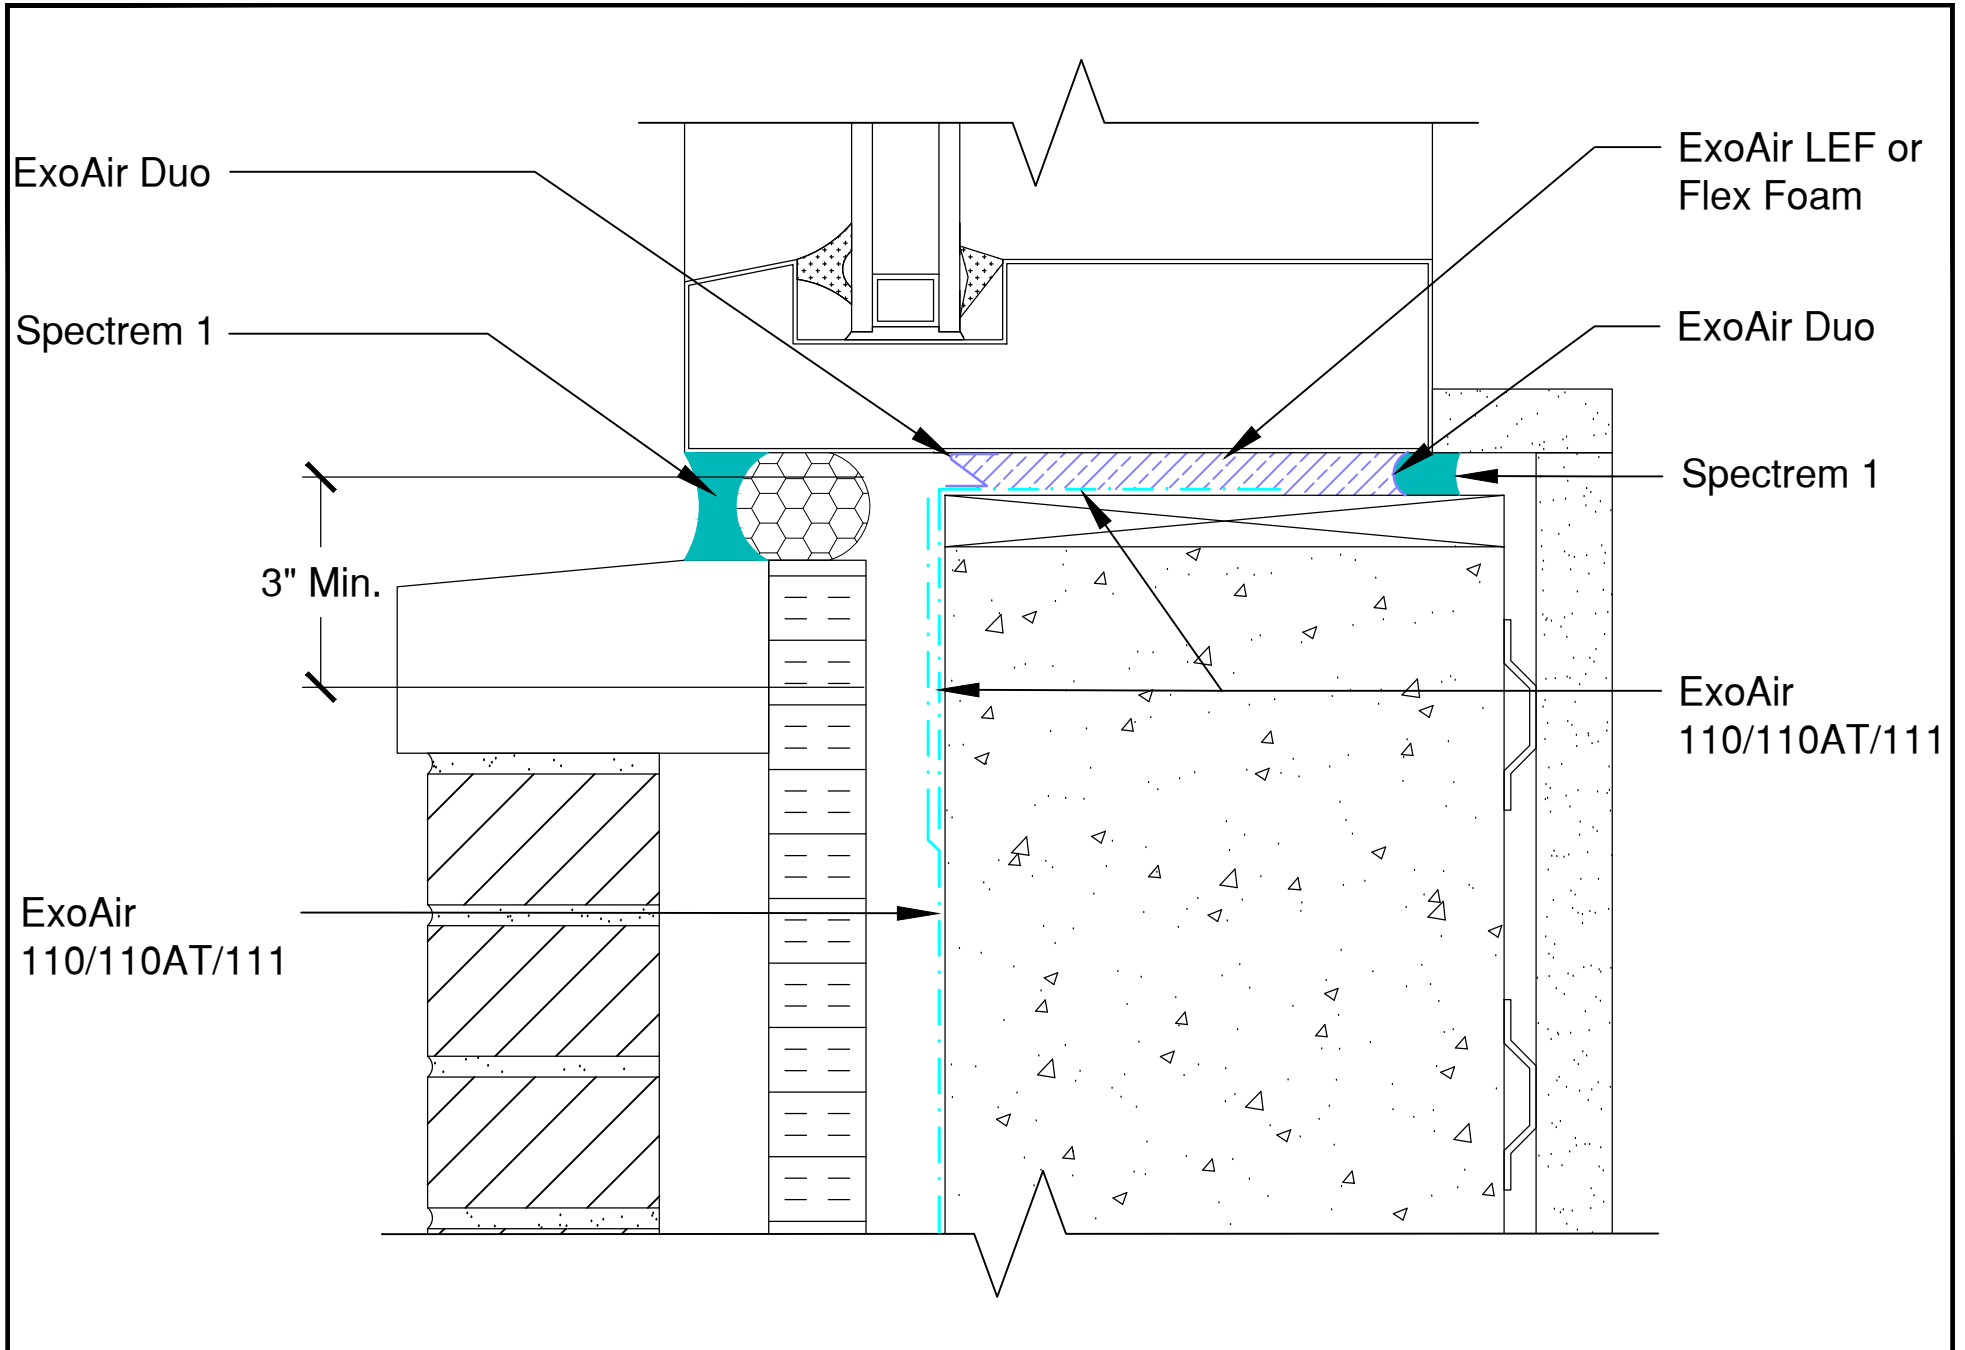 ExoAir Duo
Spectrem 1
3" Min.
ExoAir
110/110AT/111
ExoAir LEF or
Flex Foam
ExoAir Duo
Spectrem 1
ExoAir
110/110AT/111